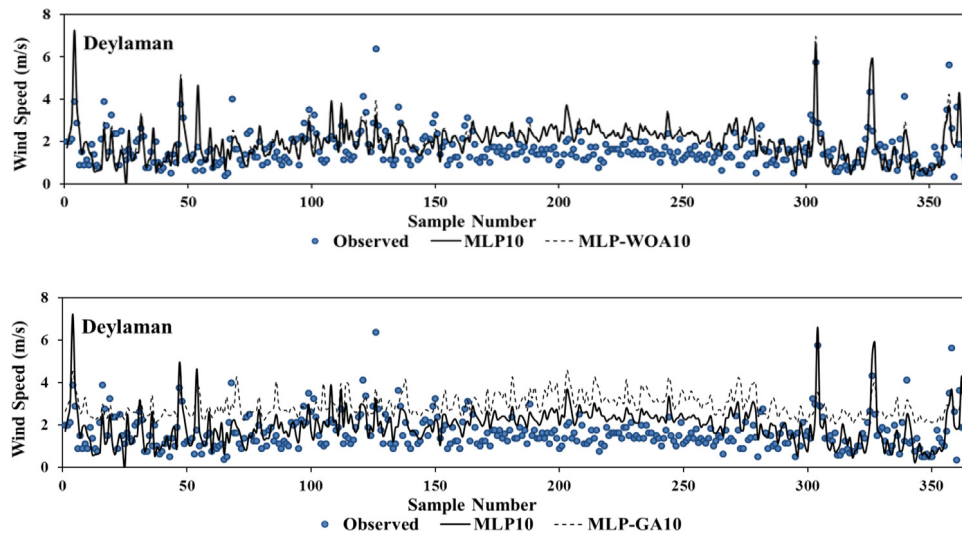 8
Deylaman
6
4
2
0
Wind Speed (m/s)
0 50 100 150 200 250 300 350
Sample Number
Observed MLP10 MLP-WOA10
8
Deylaman
6
4
2
0
Wind Speed (m/s)
0 50 100 150 200 250 300 350
Sample Number
Observed MLP10 MLP-GA10